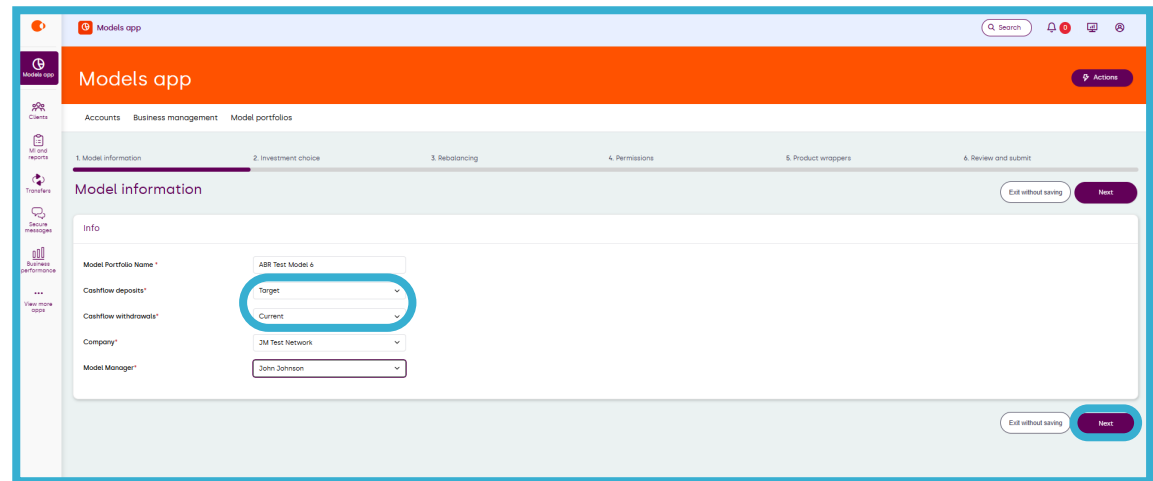 Models app
Search
0
Models app
Models app
Actions
Clients
Accounts Business management Model portfolios
MI and
reports
1. Model information 2. Investment choice 3. Rebalancing 4. Permissions 5. Product wrappers 6. Review and submit
Transfers
Model information
Exit without saving Next
Secure
messages
Info
Business
performance
Model Portfolio Name * ABR Test Model 6
Cashflow deposits* Target
View more
apps
Cashflow withdrawals* Current
Company* JM Test Network
Model Manager* John Johnson
Exit without saving Next